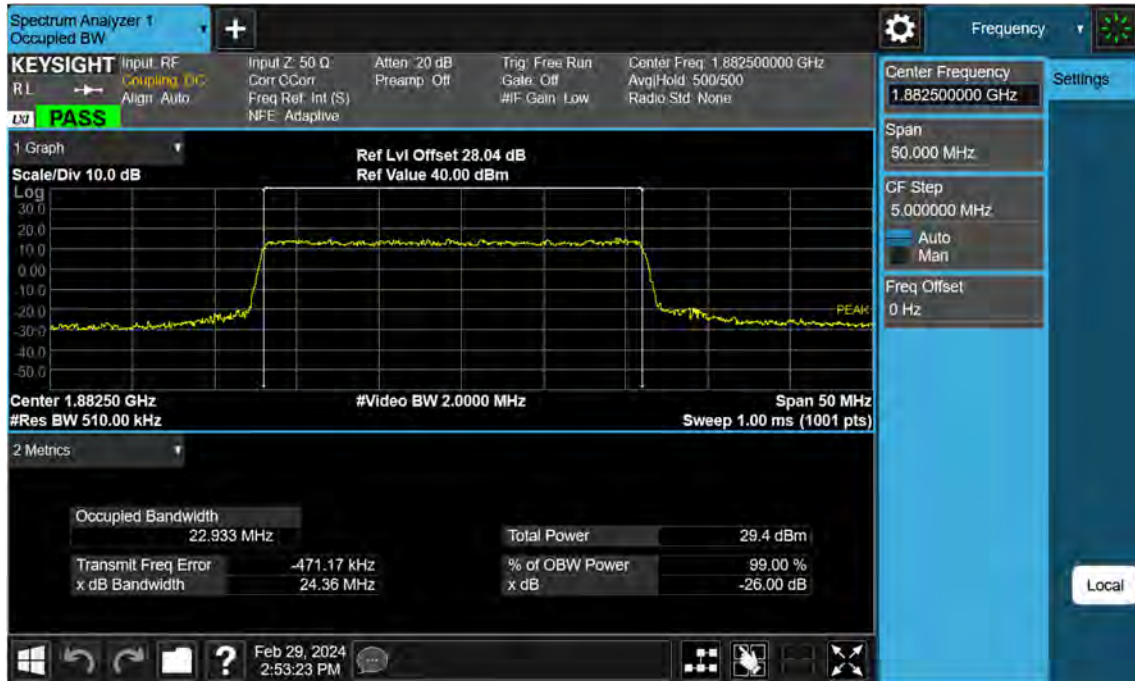 Spectrum Analyzer 1
Occupied BW
+
Frequency
KEYSIGHT
RL
LXI
PASS
Input: RF
Coupling: DC
Align: Auto
Input Z: 50 Ω
Corr CCorr
Freq Ref: Int (S)
NFE: Adaptive
Atten: 20 dB
Preamp: Off
Trig: Free Run
Gate: Off
#IF Gain: Low
Center Freq: 1.882500000 GHz
Avg|Hold: 500/500
Radio Std: None
Center Frequency
1.882500000 GHz
Settings
Span
50.000 MHz
CF Step
5.000000 MHz
Auto
Man
Freq Offset
0 Hz
1 Graph
Scale/Div 10.0 dB
Ref Lvl Offset 28.04 dB
Ref Value 40.00 dBm
Log
30.0
20.0
10.0
0.00
-10.0
-20.0
-30.0
-40.0
-50.0
PEAK
Center 1.88250 GHz
#Video BW 2.0000 MHz
Span 50 MHz
#Res BW 510.00 kHz
Sweep 1.00 ms (1001 pts)
2 Metrics
Occupied Bandwidth
22.933 MHz
Total Power 29.4 dBm
Transmit Freq Error -471.17 kHz
% of OBW Power 99.00 %
x dB Bandwidth 24.36 MHz
x dB -26.00 dB
Local
?
Feb 29, 2024
2:53:23 PM